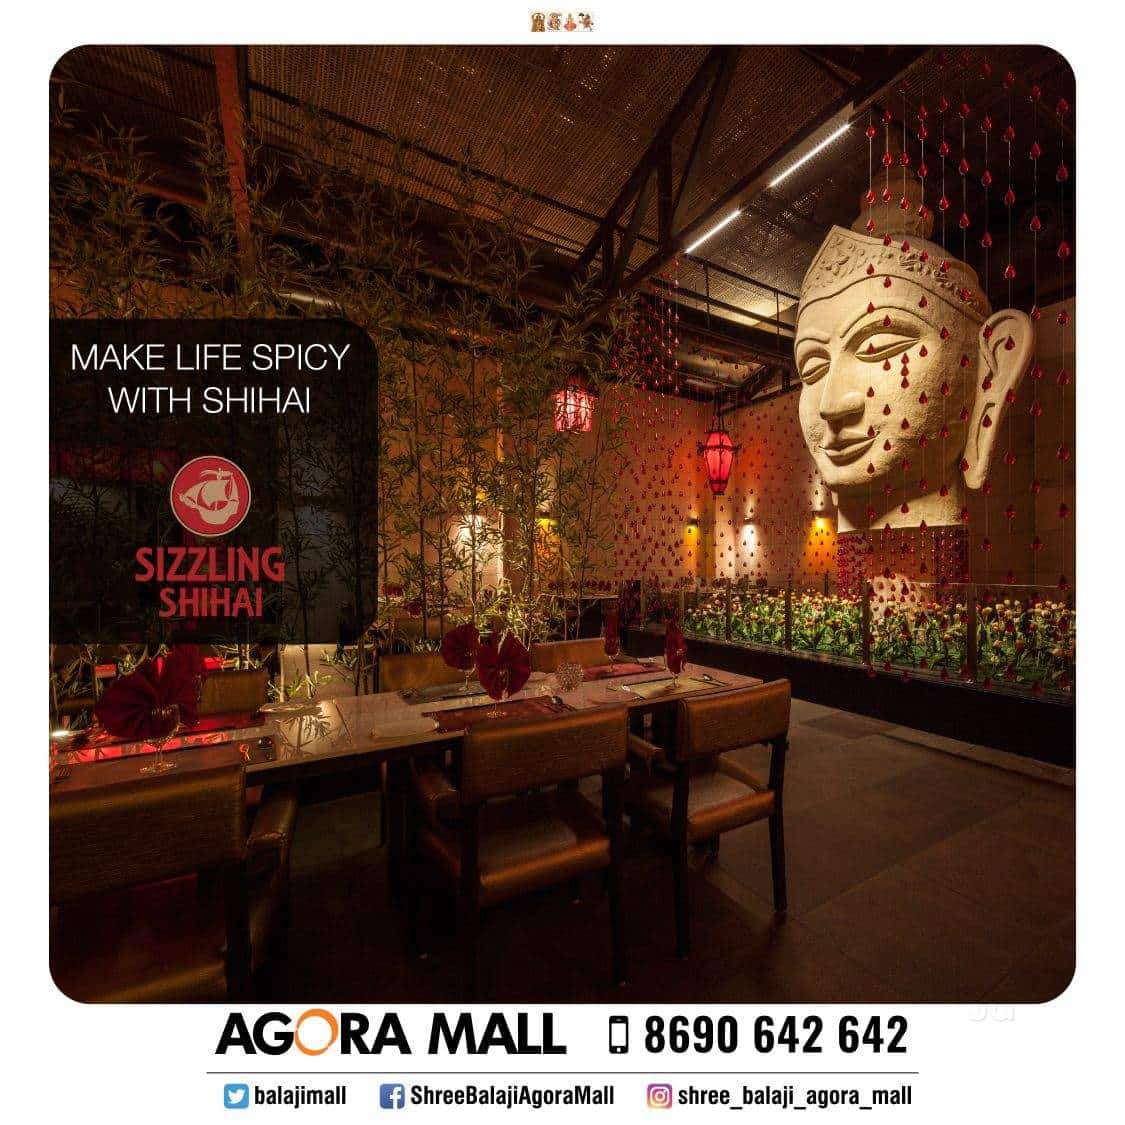 MAKE LIFE SPICY
WITH SHIHAI
SIZZLING
SHIHAI
AGORA MALL 8690 642 642
balajimall ShreeBalajiAgoraMall shree_balaji_agora_mall